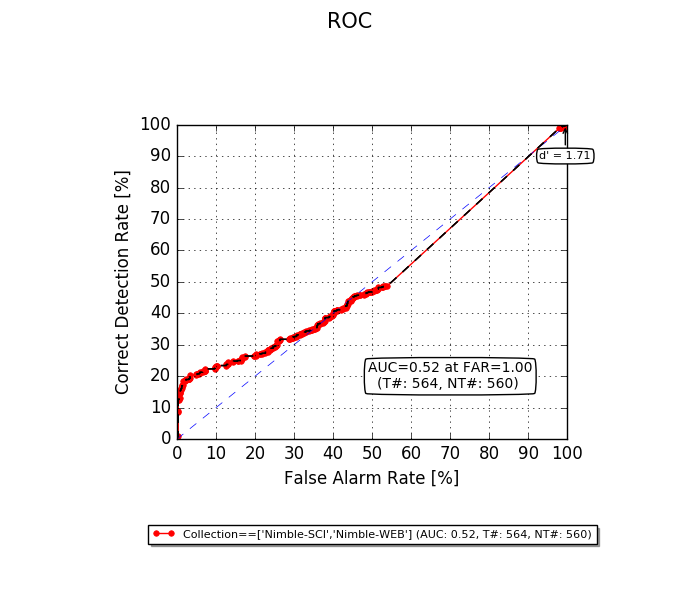 ROC
100
90
80
70
60
50
40
30
20
10
0
Correct Detection Rate [%]
d' = 1.71
AUC=0.52 at FAR=1.00
(T#: 564, NT#: 560)
0 10 20 30 40 50 60 70 80 90 100
False Alarm Rate [%]
Collection==['Nimble-SCI','Nimble-WEB'] (AUC: 0.52, T#: 564, NT#: 560)